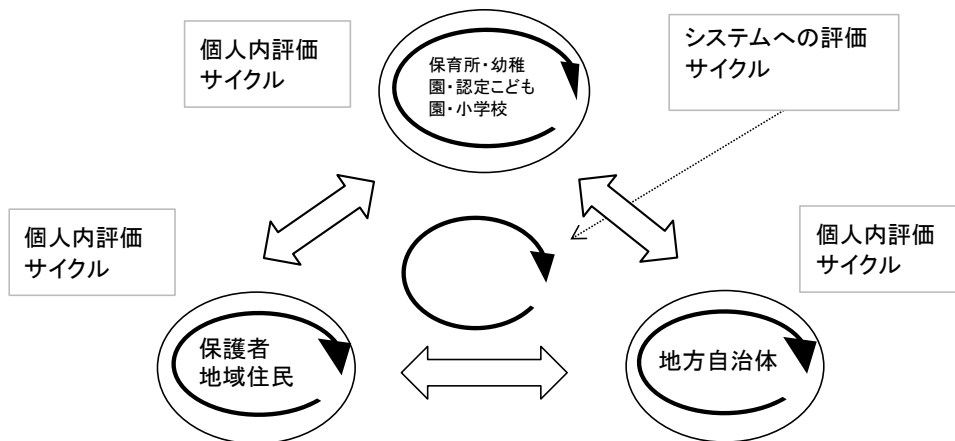 個人内評価
サイクル
保育所・幼稚
園・認定こども
園・小学校
システムへの評価
サイクル
個人内評価
サイクル
個人内評価
サイクル
保護者
地域住民
地方自治体